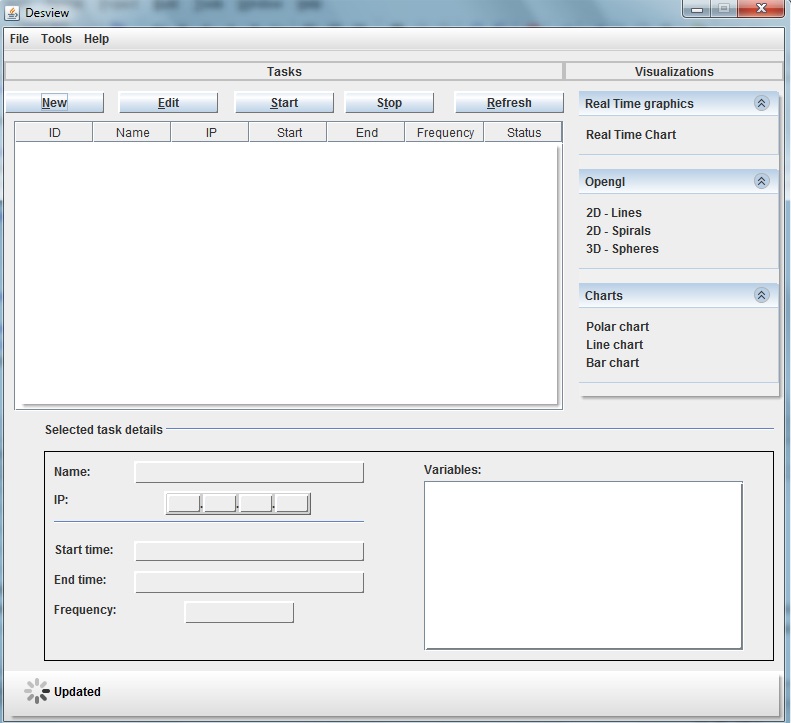 Desview
File Tools Help
Tasks
Visualizations
New Edit Start Stop Refresh
ID Name IP Start End Frequency Status
Real Time graphics
Real Time Chart
Opengl
2D - Lines
2D - Spirals
3D - Spheres
Charts
Polar chart
Line chart
Bar chart
Selected task details
Name:
IP:
. . .
Start time:
End time:
Frequency:
Variables:
Updated